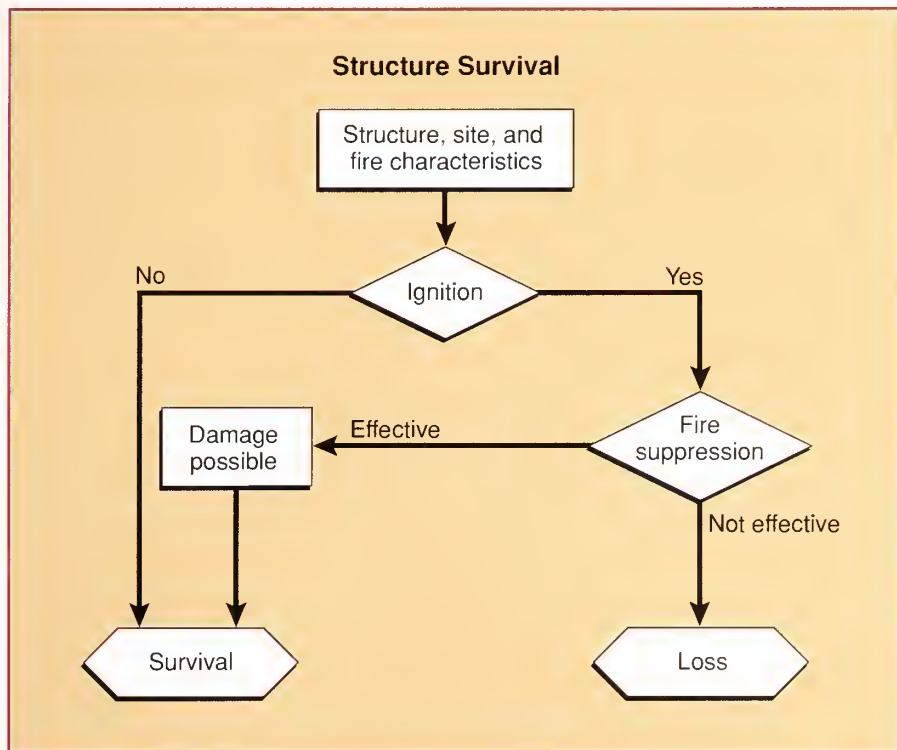 Structure Survival
Structure, site, and
fire characteristics
No
Ignition
Yes
Damage
possible
Effective
Fire
suppression
Not effective
Survival
Loss